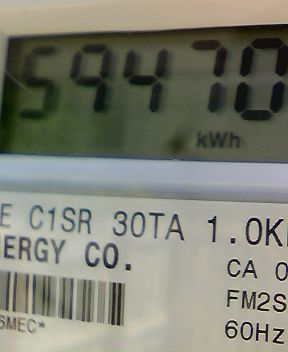 59470
kWh
E C1SR 30TA 1.0K
ERGY CO.
CA 0
FM2S
SMEC*
60Hz